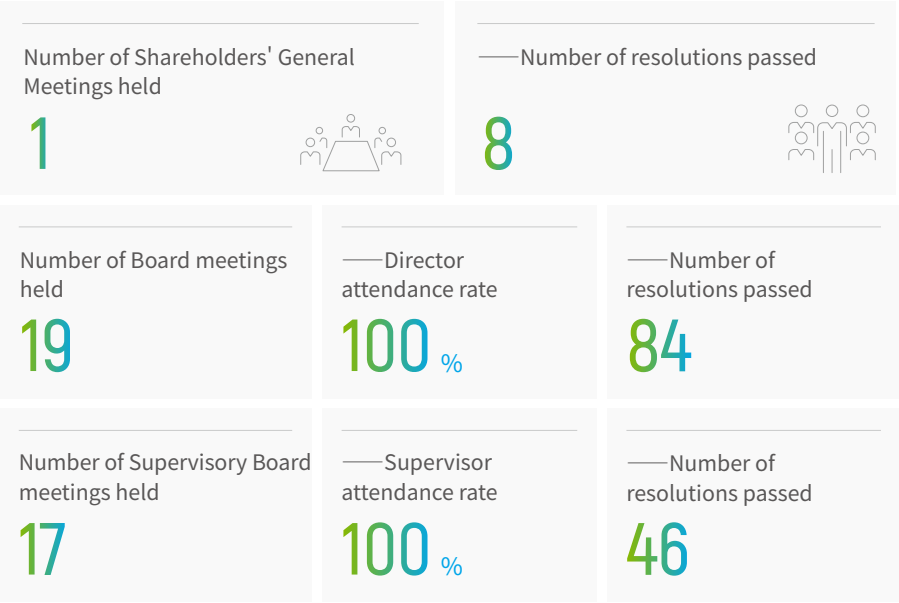 Number of Shareholders' General
Meetings held
1
——Number of resolutions passed
8
Number of Board meetings
held
19
——Director
attendance rate
100 %
——Number of
resolutions passed
84
Number of Supervisory Board
meetings held
17
——Supervisor
attendance rate
100 %
——Number of
resolutions passed
46